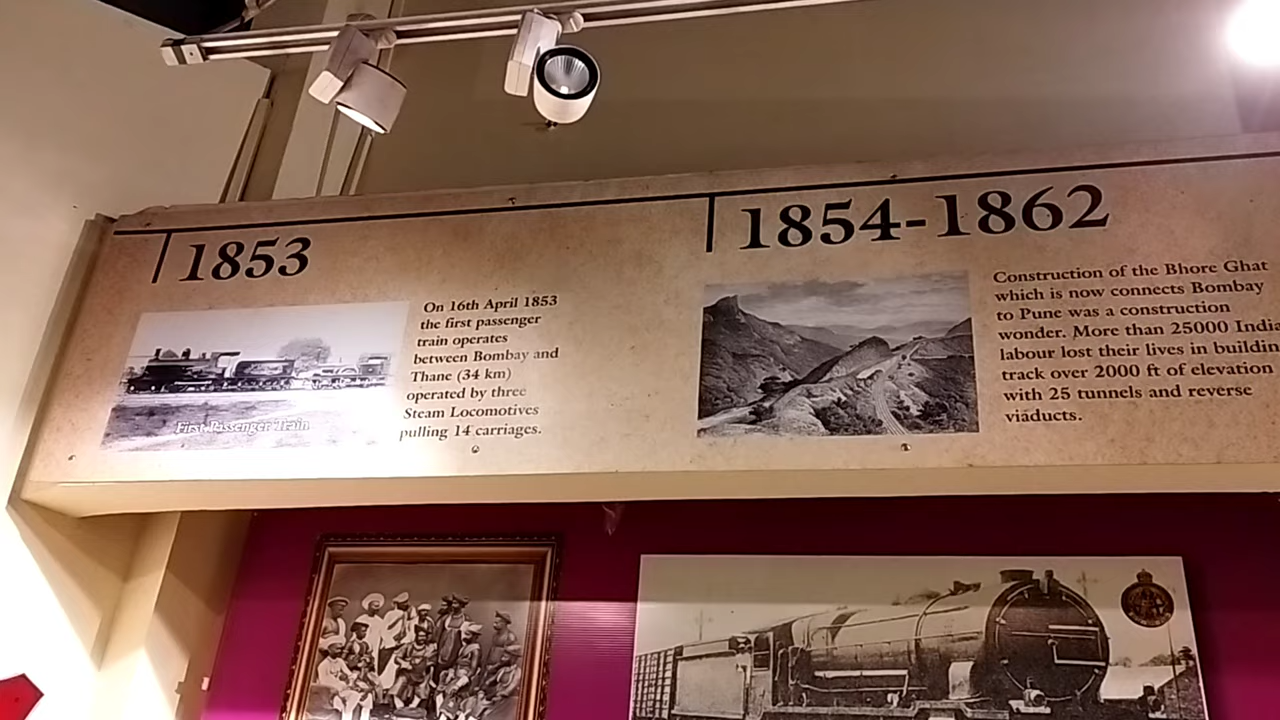 1853
On 16th April 1853
the first passenger
train operates
between Bombay and
Thane (34 km)
operated by three
Steam Locomotives
pulling 14 carriages.
First Passenger Train
1854-1862
Construction of the Bhore Ghat
which is now connects Bombay
to Pune was a construction
wonder. More than 25000 India
labour lost their lives in buildin
track over 2000 ft of elevation
with 25 tunnels and reverse
viaducts.